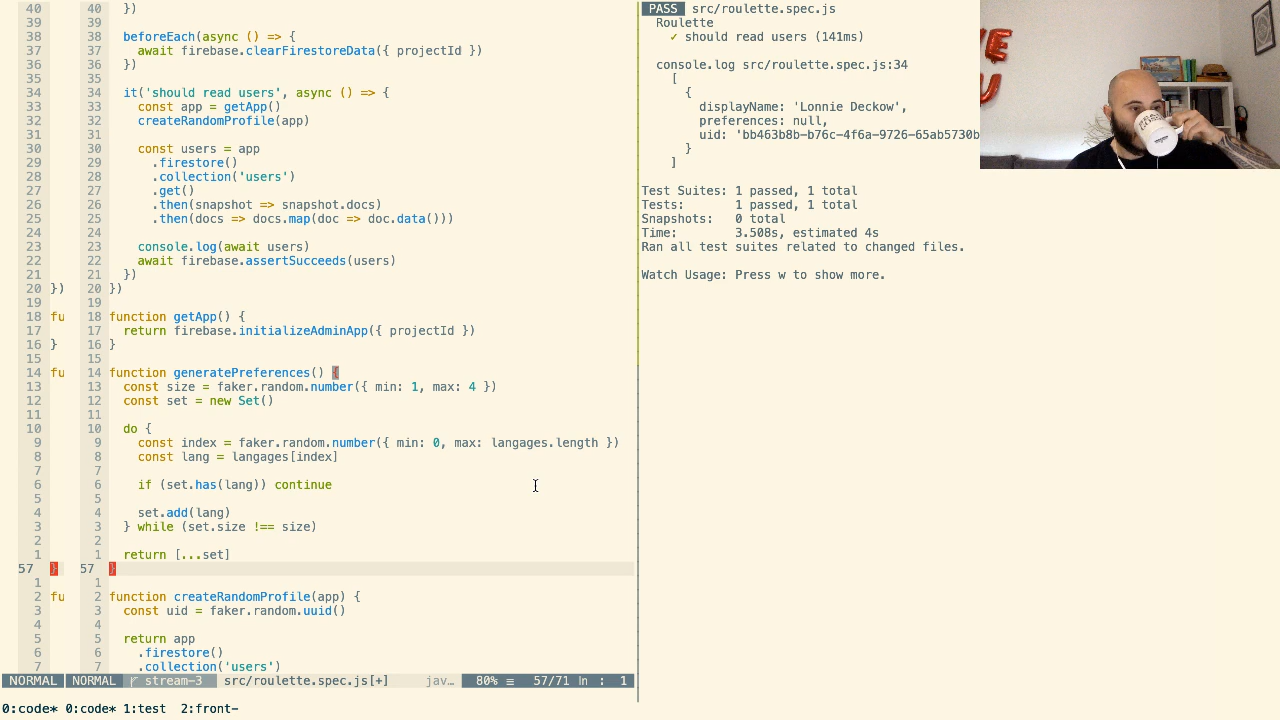 40 40 })
39 39
38 38 beforeEach(async () => {
37 37 await firebase.clearFirestoreData({ projectId })
36 36 })
35 35
34 34 it('should read users', async () => {
33 33 const app = getApp()
32 32 createRandomProfile(app)
31 31
30 30 const users = app
29 29 .firestore()
28 28 .collection('users')
27 27 .get()
26 26 .then(snapshot => snapshot.docs)
25 25 .then(docs => docs.map(doc => doc.data()))
24 24
23 23 console.log(await users)
22 22 await firebase.assertSucceeds(users)
21 21 })
20 }) 20 })
19 19
18 fu 18 function getApp() {
17 17 return firebase.initializeAdminApp({ projectId })
16 } 16 }
15 15
14 fu 14 function generatePreferences() {
13 13 const size = faker.random.number({ min: 1, max: 4 })
12 12 const set = new Set()
11 11
10 10 do {
9 9 const index = faker.random.number({ min: 0, max: langages.length })
8 8 const lang = langages[index]
7 7
6 6 if (set.has(lang)) continue
5 5
4 4 set.add(lang)
3 3 } while (set.size !== size)
2 2
1 1 return [...set]
57 } 57 }
1 1
2 fu 2 function createRandomProfile(app) {
3 3 const uid = faker.random.uuid()
4 4
5 5 return app
6 6 .firestore()
7 7 .collection('users')
NORMAL NORMAL stream-3 src/roulette.spec.js[+] jav… 80% ≡ 57/71 ln : 1
0:code* 0:code* 1:test 2:front-
PASS src/roulette.spec.js
Roulette
✓ should read users (141ms)
console.log src/roulette.spec.js:34
[
{
displayName: 'Lonnie Deckow',
preferences: null,
uid: 'bb463b8b-b76c-4f6a-9726-65ab5730b
}
]
Test Suites: 1 passed, 1 total
Tests: 1 passed, 1 total
Snapshots: 0 total
Time: 3.508s, estimated 4s
Ran all test suites related to changed files.
Watch Usage: Press w to show more.